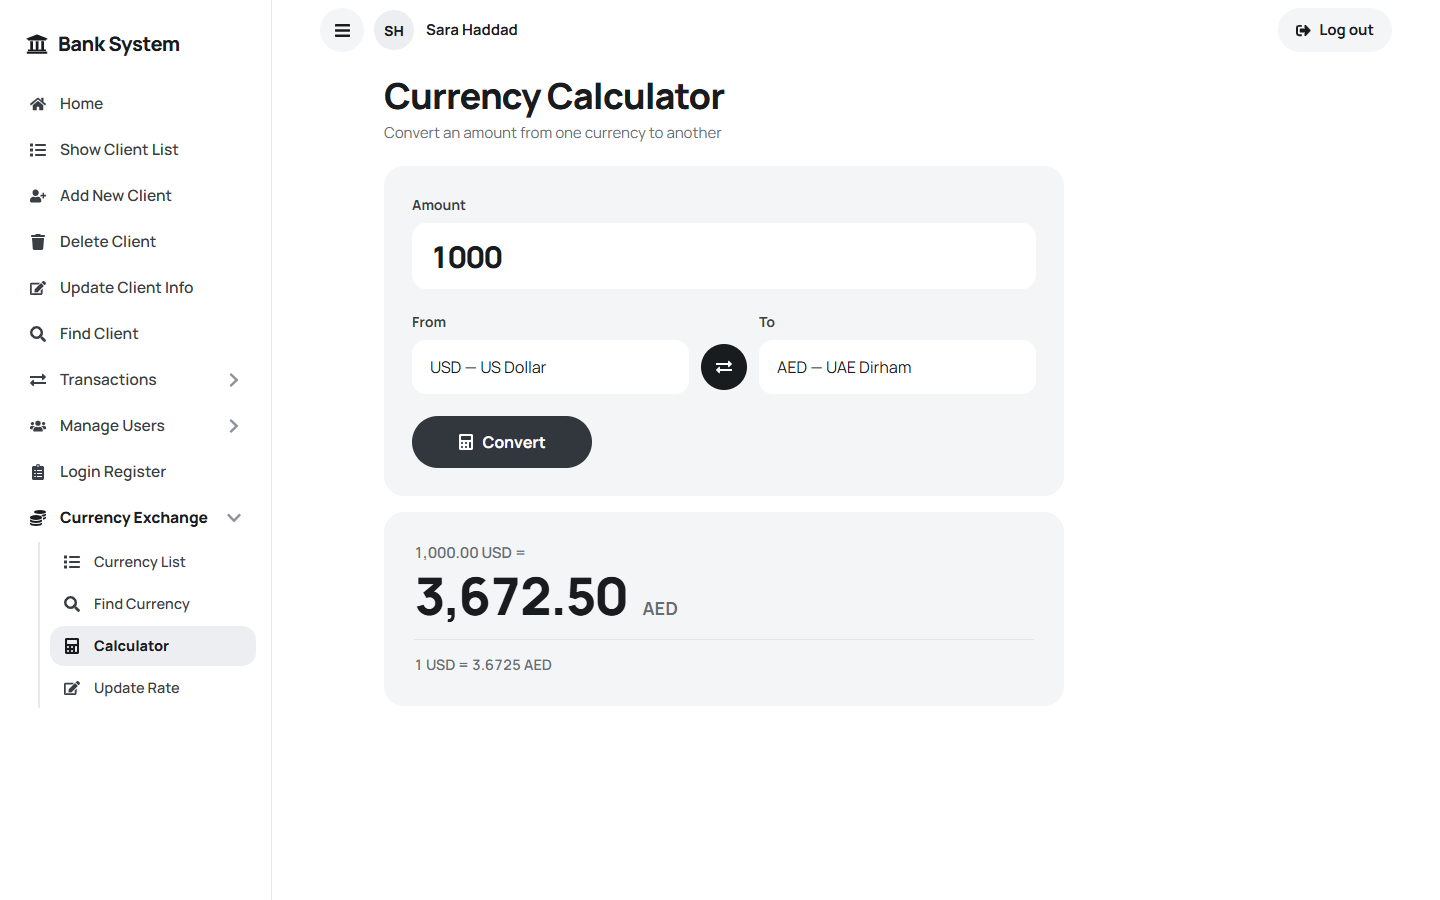 Bank System
Home
Show Client List
Add New Client
Delete Client
Update Client Info
Find Client
Transactions
Manage Users
Login Register
Currency Exchange
Currency List
Find Currency
Calculator
Update Rate
SH
Sara Haddad
Log out
Currency Calculator
Convert an amount from one currency to another
Amount
1000
From
To
USD — US Dollar
AED — UAE Dirham
Convert
1,000.00 USD =
3,672.50 AED
1 USD = 3.6725 AED